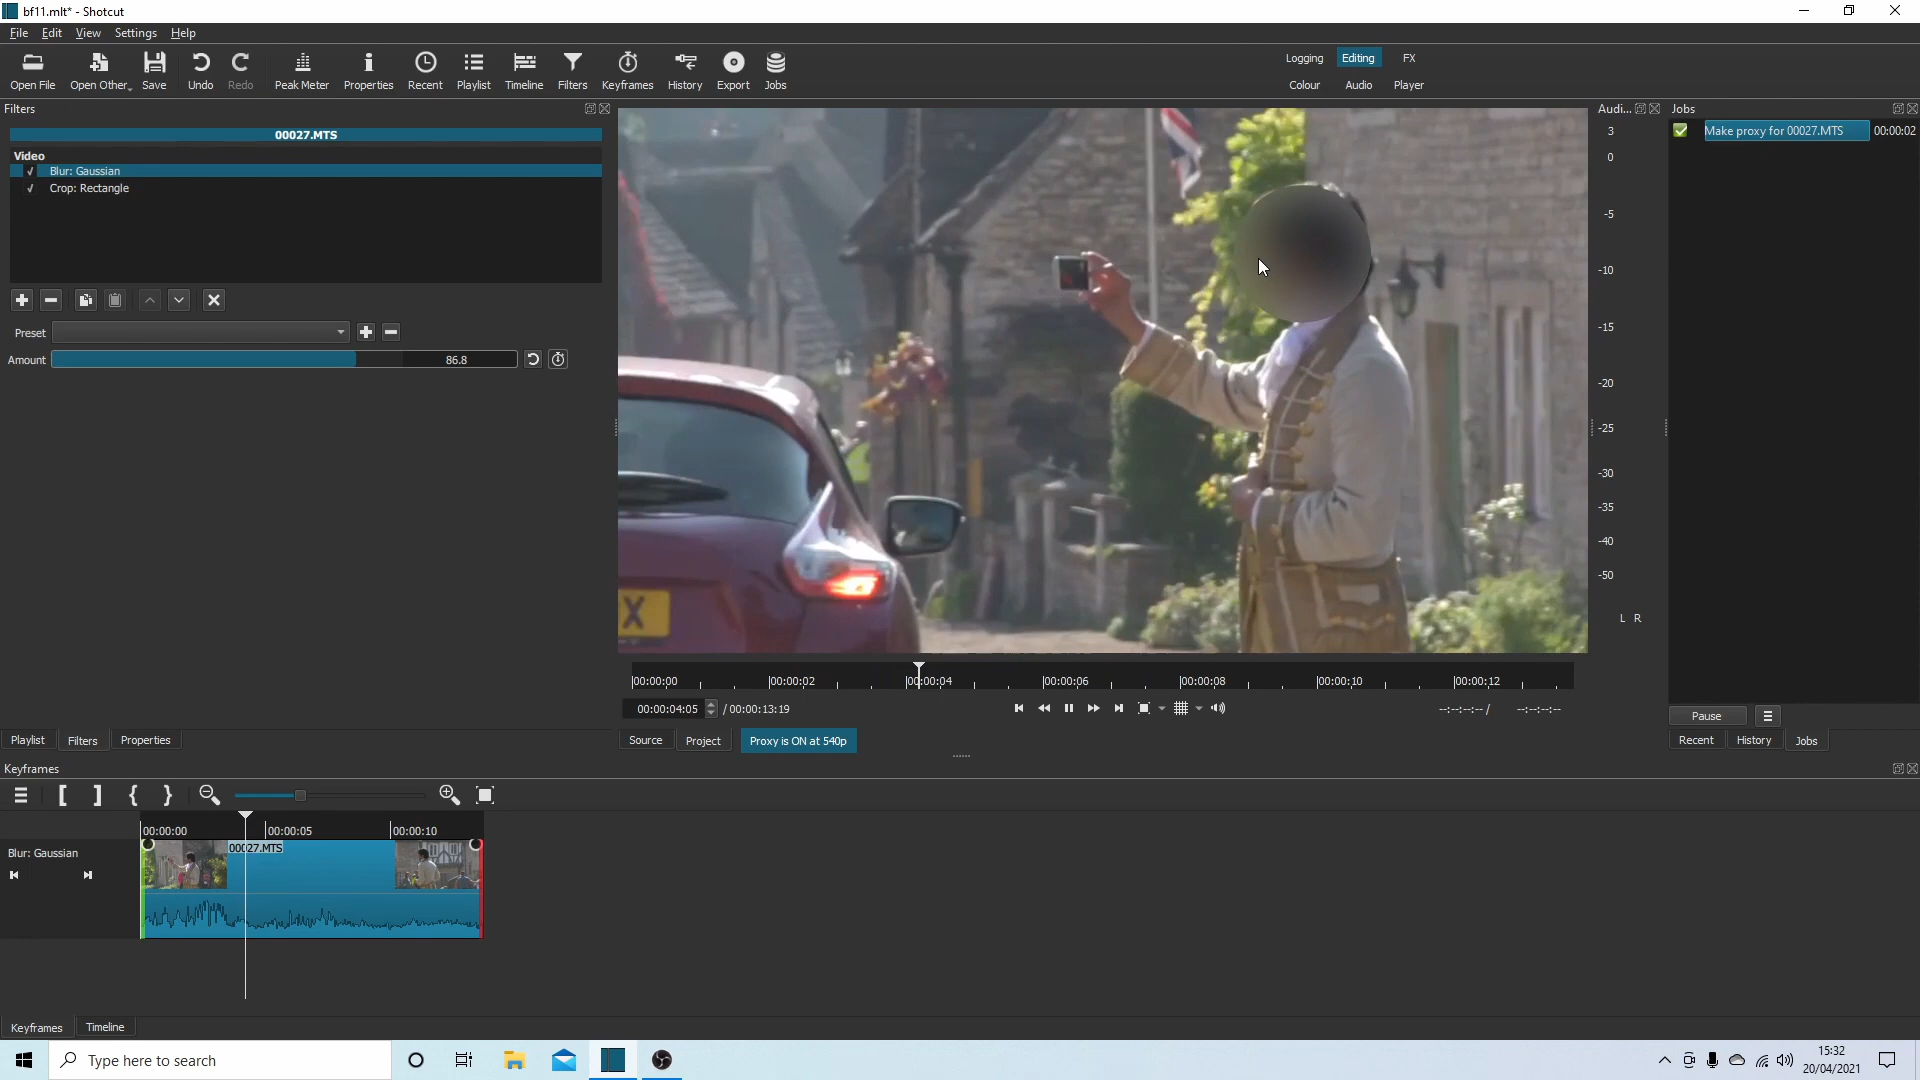 bf11.mlt* - Shotcut
File Edit View Settings Help
Open File Open Other... Save Undo Redo Peak Meter Properties Recent Playlist Timeline Filters Keyframes History Export Jobs
Logging Editing FX
Colour Audio Player
Filters
00027.MTS
Video
Blur: Gaussian
Crop: Rectangle
Preset
Amount 86.8
Playlist Filters Properties
X
00:00:00 00:00:02 00:00:04 00:00:06 00:00:08 00:00:10 00:00:12
00:00:04:05 / 00:00:13:19 --:--:--:-- / --:--:--:--
Source Project Proxy is ON at 540p
Audi...
3
0
-5
-10
-15
-20
-25
-30
-35
-40
-50
L R
Jobs
Make proxy for 00027.MTS 00:00:02
Pause
Recent History Jobs
Keyframes
00:00:00 00:00:05 00:00:10
Blur: Gaussian
00027.MTS
Keyframes Timeline
Type here to search
15:32
20/04/2021